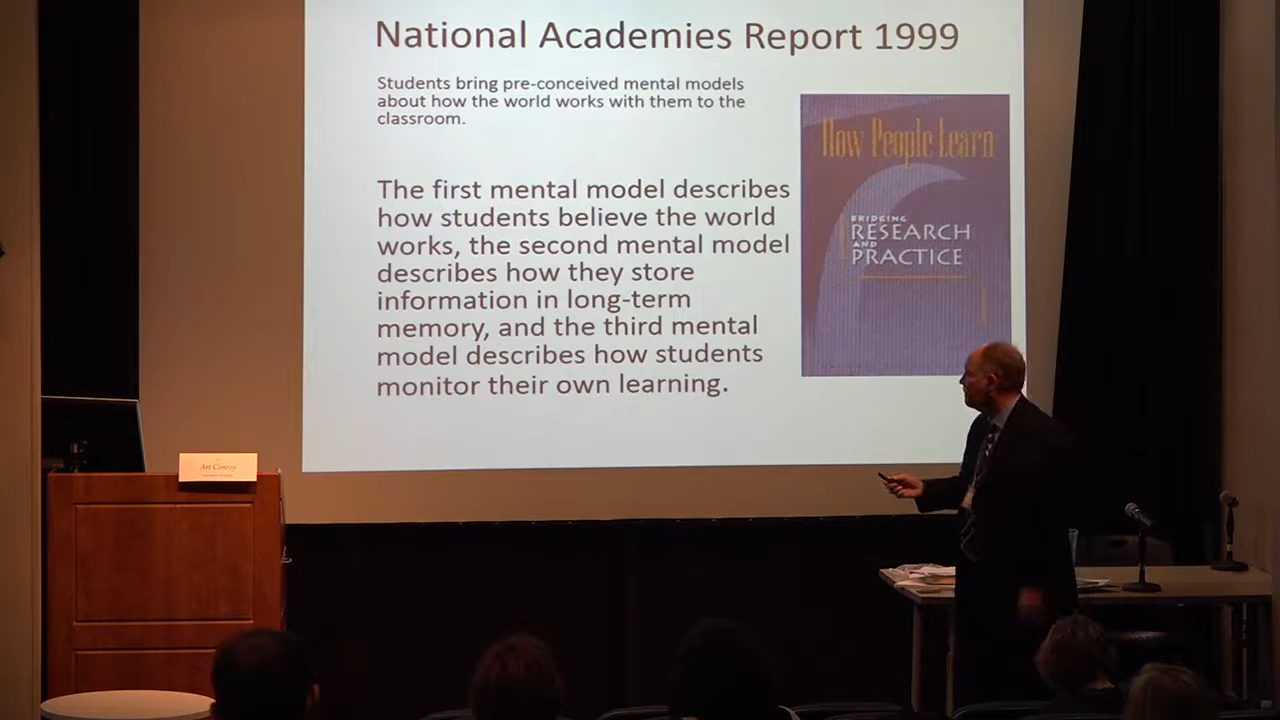 National Academies Report 1999
Students bring pre-conceived mental models
about how the world works with them to the
classroom.
The first mental model describes
how students believe the world
works, the second mental model
describes how they store
information in long-term
memory, and the third mental
model describes how students
monitor their own learning.
How People Learn
BRIDGING
RESEARCH
AND
PRACTICE
Art Conroy